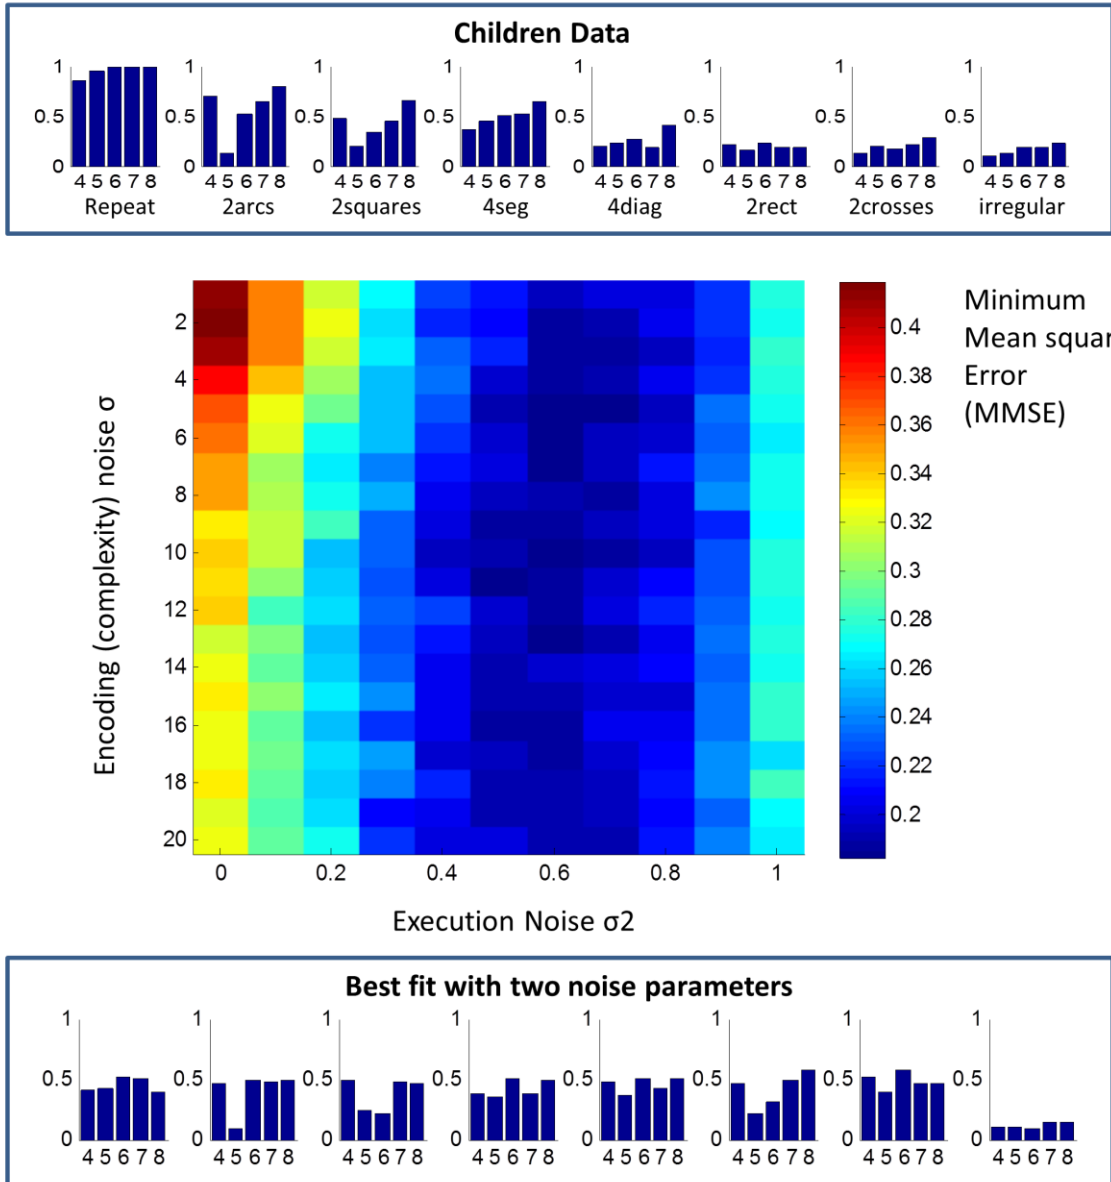 Children Data
1 1 1 1 1 1 1 1
0.5 0.5 0.5 0.5 0.5 0.5 0.5 0.5
0 0 0 0 0 0 0 0
4 5 6 7 8 4 5 6 7 8 4 5 6 7 8 4 5 6 7 8 4 5 6 7 8 4 5 6 7 8 4 5 6 7 8 4 5 6 7 8
Repeat 2arcs 2squares 4seg 4diag 2rect 2crosses irregular
Minimum
Mean squar
Error
(MMSE)
Encoding (complexity) noise σ
2
4
6
8
10
12
14
16
18
20
0 0.2 0.4 0.6 0.8 1
Execution Noise σ2
0.4
0.38
0.36
0.34
0.32
0.3
0.28
0.26
0.24
0.22
0.2
Best fit with two noise parameters
1 1 1 1 1 1 1 1
0.5 0.5 0.5 0.5 0.5 0.5 0.5 0.5
0 0 0 0 0 0 0 0
4 5 6 7 8 4 5 6 7 8 4 5 6 7 8 4 5 6 7 8 4 5 6 7 8 4 5 6 7 8 4 5 6 7 8 4 5 6 7 8